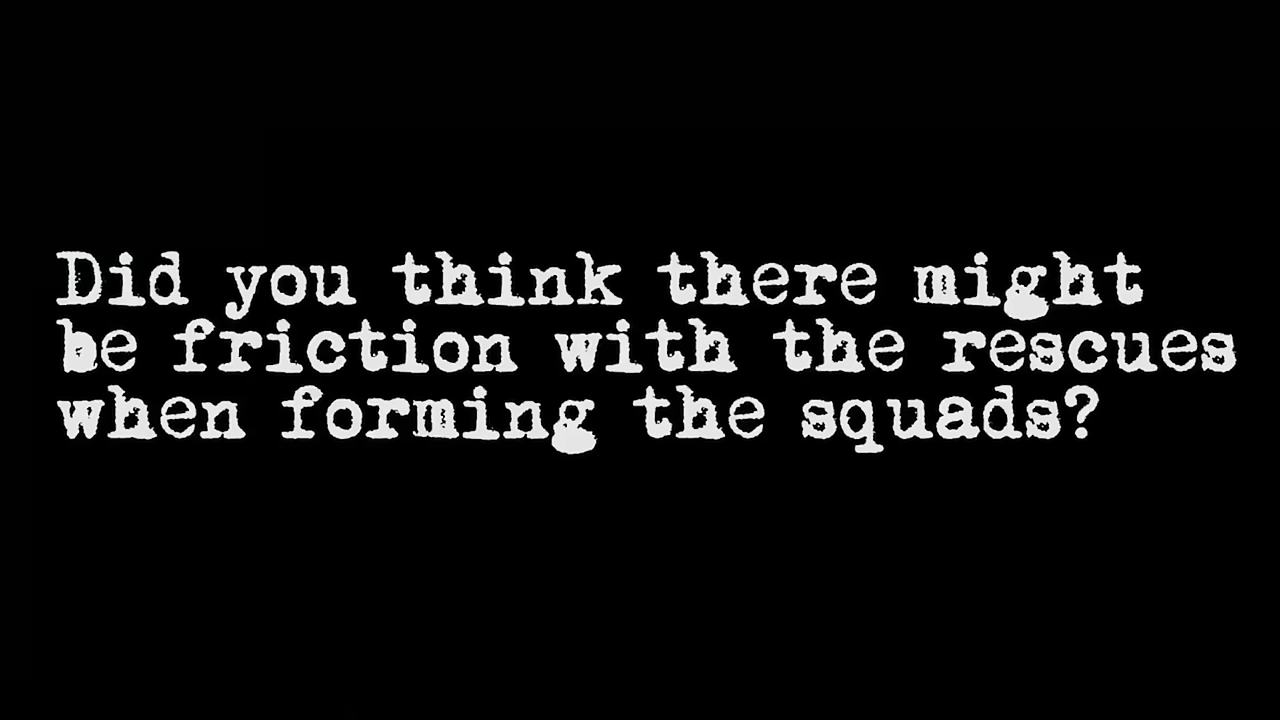 Did you think there might
be friction with the rescues
when forming the squads?